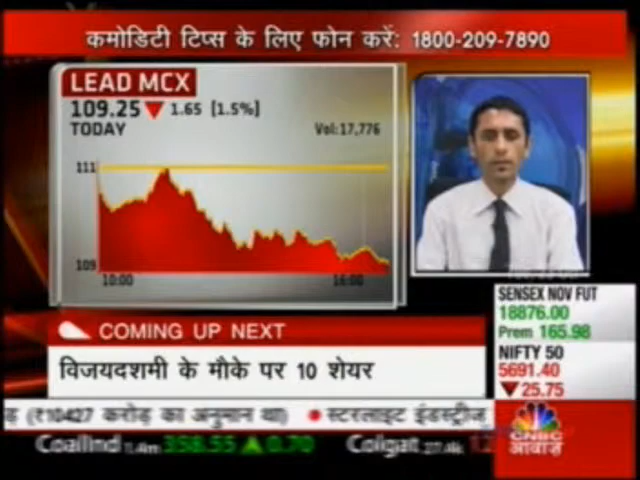 कमोडिटी टिप्स के लिए फोन करें: 1800-209-7890
LEAD MCX
109.25 1.65 [1.5%]
TODAY Vol:17,776
111
109
10:00 16:00
SENSEX NOV FUT
18876.00
Prem 165.98
NIFTY 50
5691.40
25.75
COMING UP NEXT
विजयदशमी के मौके पर 10 शेयर
(₹10427 करोड़ का अनुमान था) • स्टरलाइट इंडस्ट्रीज
CoalInd 1.4m 358.55 0.70 Colgat
CNBC
आवाज़